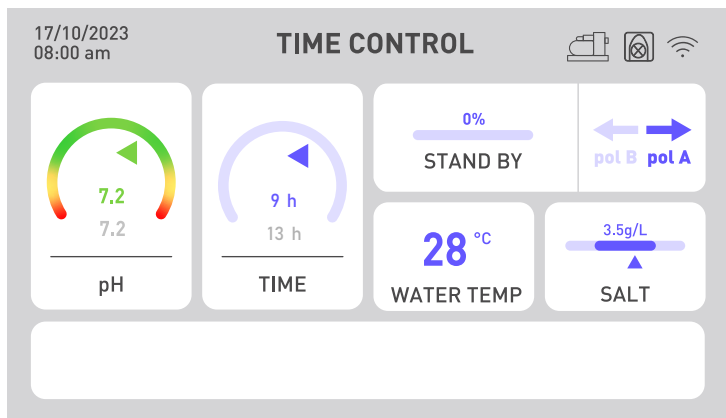 17/10/2023
08:00 am
TIME CONTROL
7.2
7.2
pH
9 h
13 h
TIME
0%
STAND BY
pol B pol A
28 °C
WATER TEMP
3.5g/L
SALT